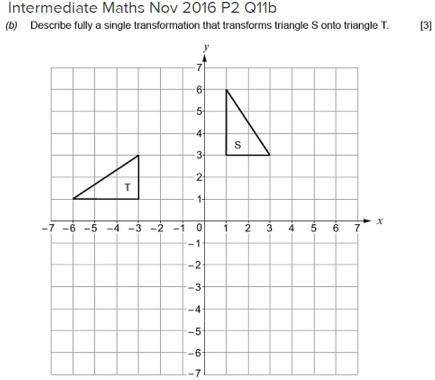 Intermediate Maths Nov 2016 P2 Q11b
(b) Describe fully a single transformation that transforms triangle S onto triangle T. [3]
y
7
6
5
4
S
3
2
T
1
-7 -6 -5 -4 -3 -2 -1 0 1 2 3 4 5 6 7 x
-1
-2
-3
-4
-5
-6
-7